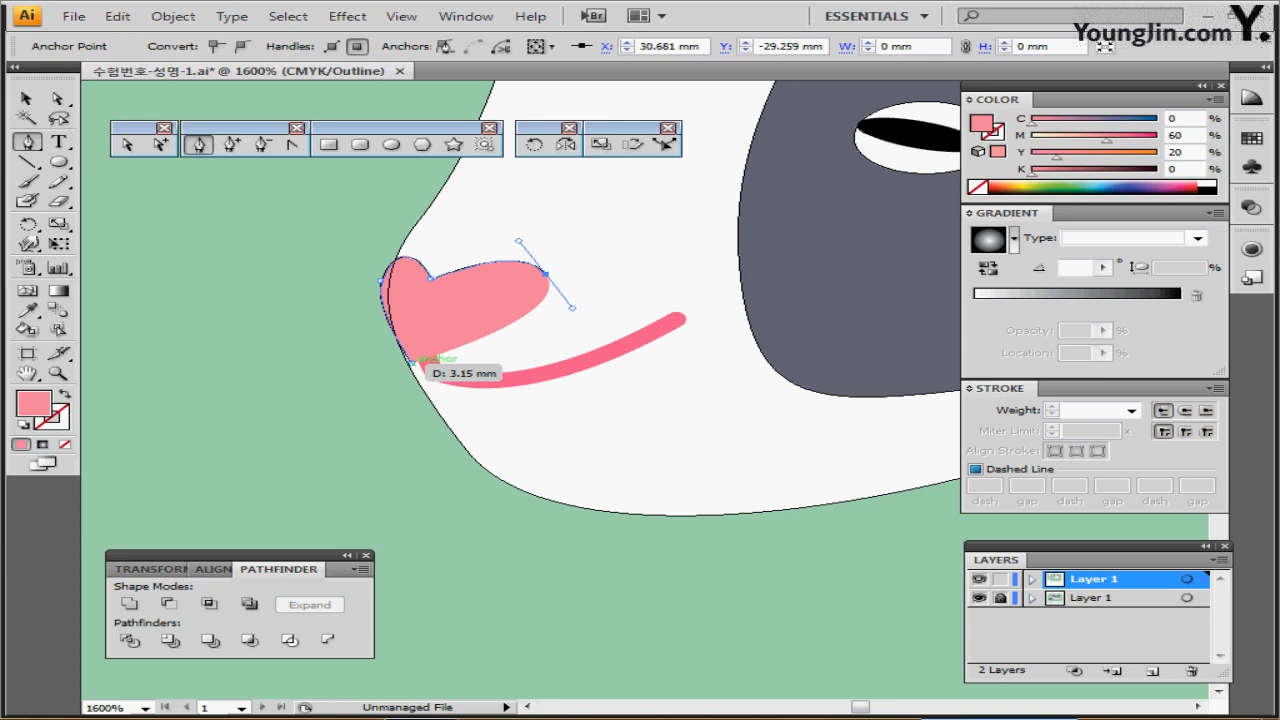 Ai File Edit Object Type Select Effect View Window Help Br ESSENTIALS
YoungJin.com Y.
Anchor Point Convert: Handles: Anchors: X: 30.681 mm Y: -29.259 mm W: 0 mm H: 0 mm
수험번호-성명-1.ai* @ 1600% (CMYK/Outline)
COLOR
C 0 %
M 60 %
Y 20 %
K 0 %
GRADIENT
Type:
° %
Opacity: %
Location: %
STROKE
Weight:
Miter Limit: x
Align Stroke:
Dashed Line
dash gap dash gap dash gap
anchor
D: 3.15 mm
TRANSFORM ALIGN PATHFINDER
Shape Modes:
Expand
Pathfinders:
LAYERS
Layer 1
Layer 1
2 Layers
1600% 1 Unmanaged File